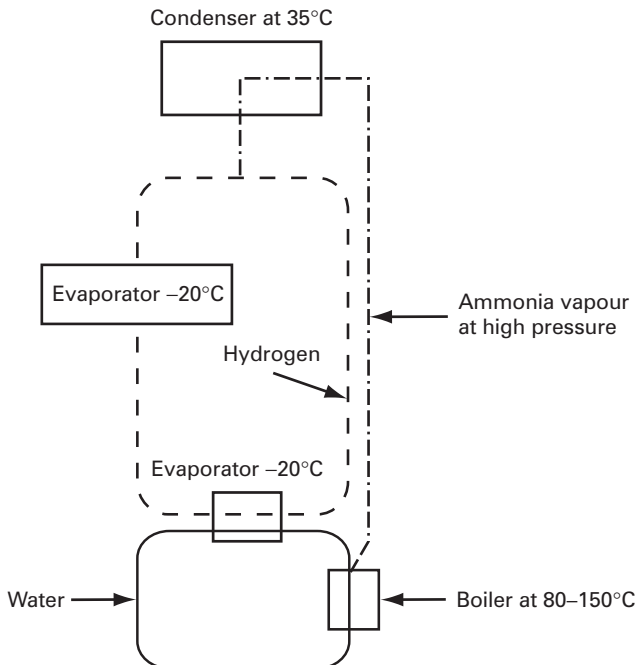 Condenser at 35°C
Evaporator –20°C
Ammonia vapour
at high pressure
Hydrogen
Evaporator –20°C
Water
Boiler at 80–150°C